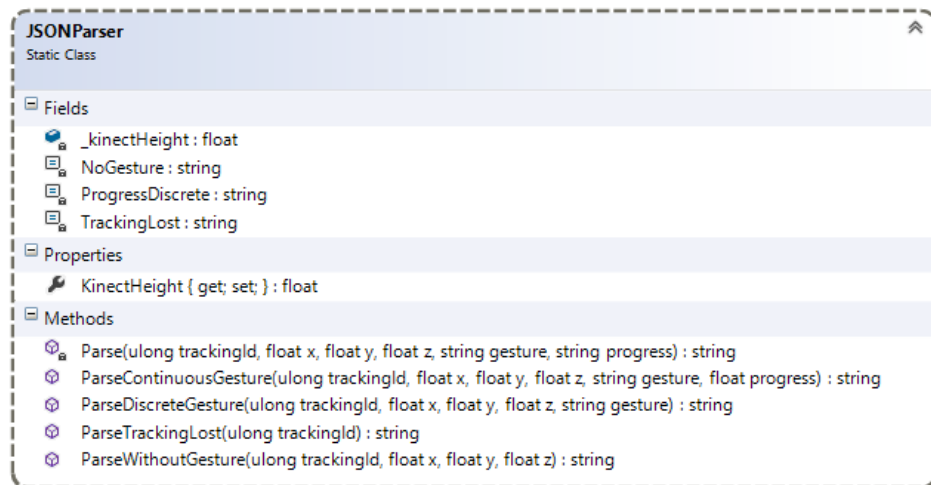 JSONParser
Static Class
Fields
_kinectHeight : float
NoGesture : string
ProgressDiscrete : string
TrackingLost : string
Properties
KinectHeight { get; set; } : float
Methods
Parse(ulong trackingId, float x, float y, float z, string gesture, string progress) : string
ParseContinuousGesture(ulong trackingId, float x, float y, float z, string gesture, float progress) : string
ParseDiscreteGesture(ulong trackingId, float x, float y, float z, string gesture) : string
ParseTrackingLost(ulong trackingId) : string
ParseWithoutGesture(ulong trackingId, float x, float y, float z) : string